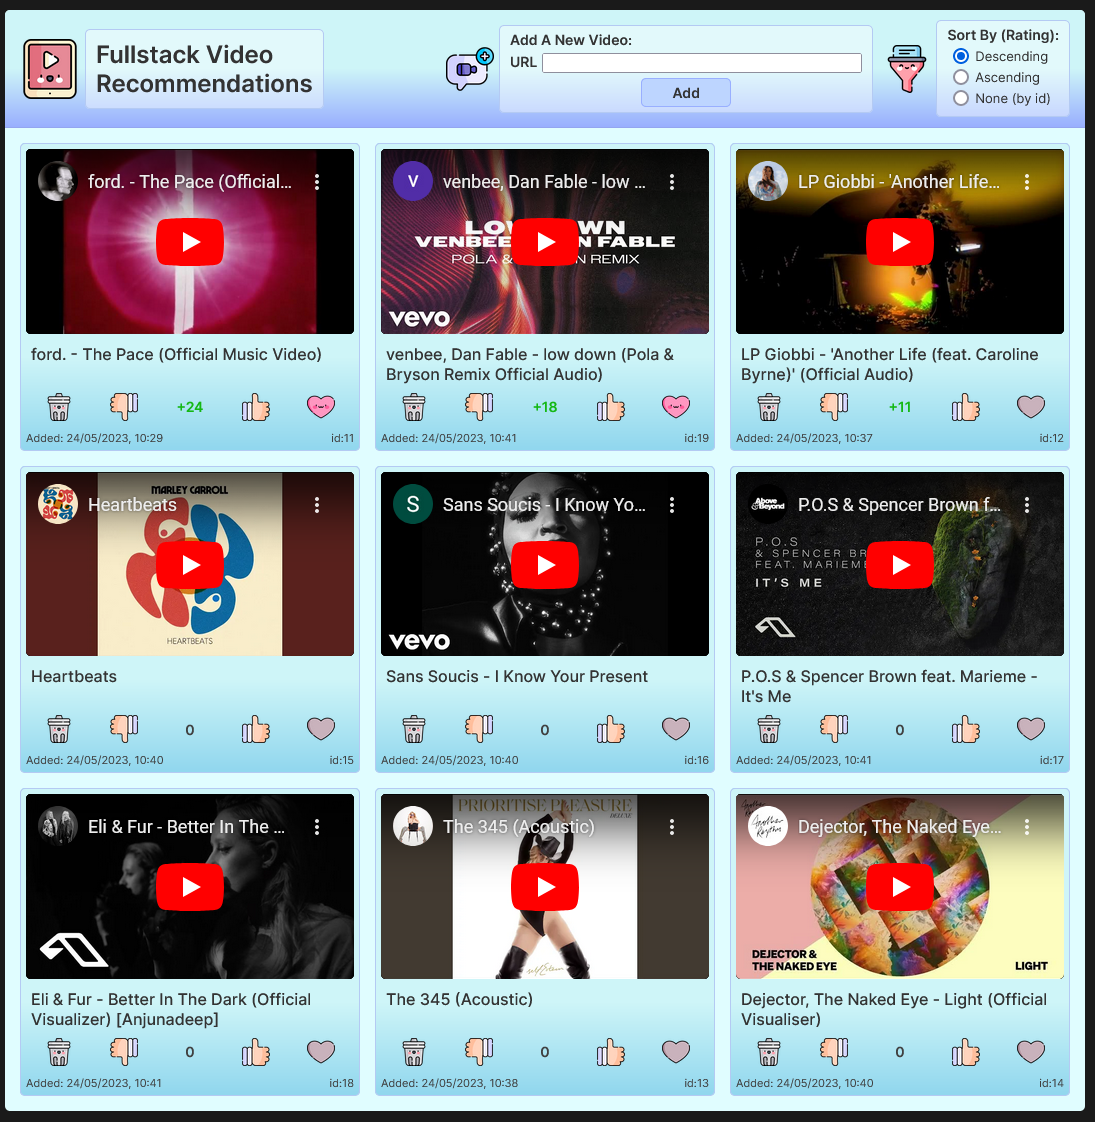 Fullstack Video
Recommendations
Add A New Video:
URL
Add
Sort By (Rating):
Descending
Ascending
None (by id)
ford. - The Pace (Official...
ford. - The Pace (Official Music Video)
+24
Added: 24/05/2023, 10:29 id:11
V venbee, Dan Fable - low ...
VENBEE
N FABLE
POLA &
N REMIX
vevo
venbee, Dan Fable - low down (Pola &
Bryson Remix Official Audio)
+18
Added: 24/05/2023, 10:41 id:19
LP Giobbi - 'Another Life...
LP Giobbi - 'Another Life (feat. Caroline
Byrne)' (Official Audio)
+11
Added: 24/05/2023, 10:37 id:12
Heartbeats
MARLEY CARROLL
HEARTBEATS
Heartbeats
0
Added: 24/05/2023, 10:40 id:15
S Sans Soucis - I Know Yo...
vevo
Sans Soucis - I Know Your Present
0
Added: 24/05/2023, 10:40 id:16
Above
&Beyond
P.O.S & Spencer Brown f...
P.O.S
& SPENCER BR
FEAT. MARIEME
IT'S ME
P.O.S & Spencer Brown feat. Marieme -
It's Me
0
Added: 24/05/2023, 10:41 id:17
Eli & Fur - Better In The ...
Eli & Fur - Better In The Dark (Official
Visualizer) [Anjunadeep]
0
Added: 24/05/2023, 10:41 id:18
PRIORITISE PLEASURE
DELUXE
The 345 (Acoustic)
The 345 (Acoustic)
0
Added: 24/05/2023, 10:38 id:13
Another
Rhythm
Dejector, The Naked Eye...
DEJECTOR &
THE NAKED EYE
LIGHT
Dejector, The Naked Eye - Light (Official
Visualiser)
0
Added: 24/05/2023, 10:40 id:14